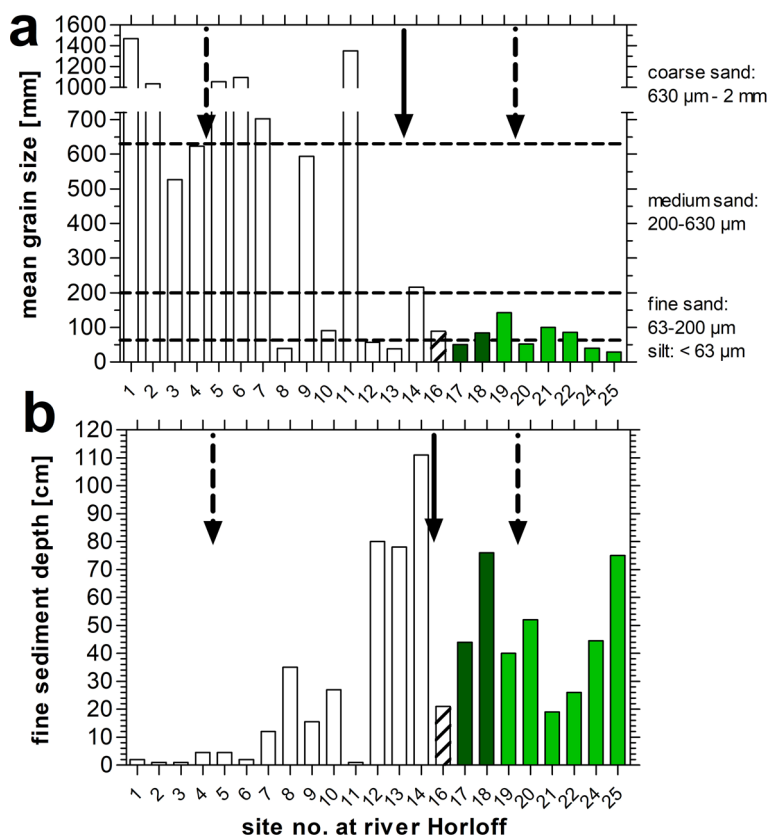 a
mean grain size [mm]
1600
1400
1200
1000
700
600
500
400
300
200
100
0
1 2 3 4 5 6 7 8 9 10 11 12 13 14 16 17 18 19 20 21 22 24 25
coarse sand:
630 µm - 2 mm
medium sand:
200-630 µm
fine sand:
63-200 µm
silt: < 63 µm
b
fine sediment depth [cm]
120
110
100
90
80
70
60
50
40
30
20
10
0
1 2 3 4 5 6 7 8 9 10 11 12 13 14 16 17 18 19 20 21 22 24 25
site no. at river Horloff